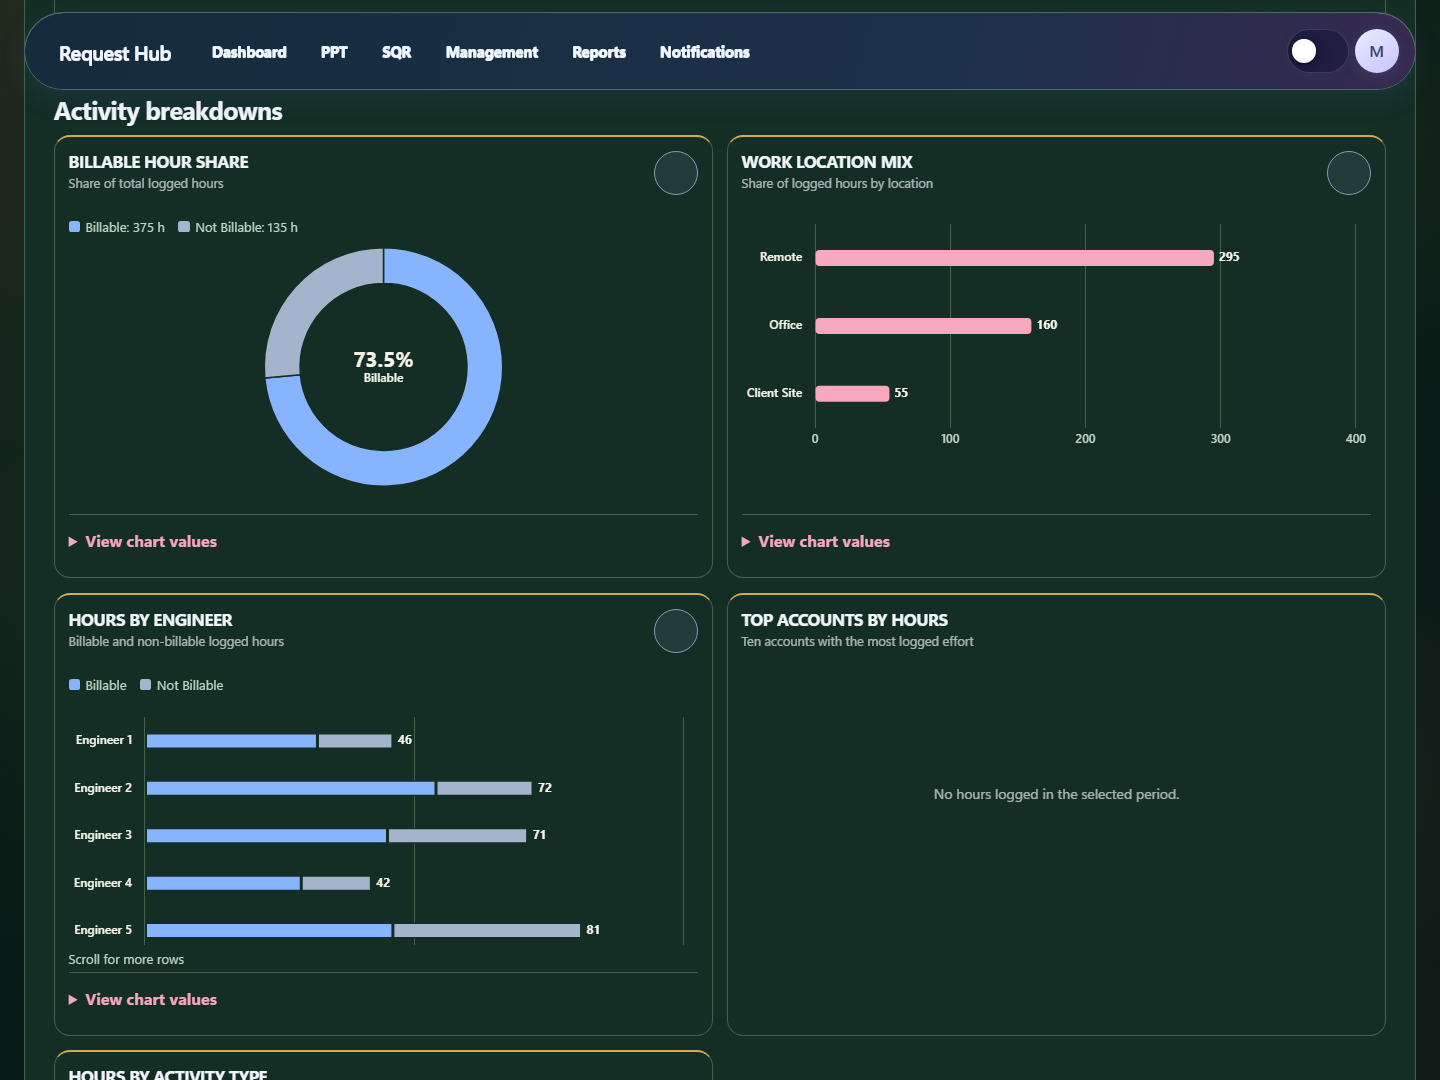 Request Hub
Dashboard
PPT
SQR
Management
Reports
Notifications
M
Activity breakdowns
BILLABLE HOUR SHARE
Share of total logged hours
Billable: 375 h
Not Billable: 135 h
73.5%
Billable
View chart values
WORK LOCATION MIX
Share of logged hours by location
Remote
295
Office
160
Client Site
55
0
100
200
300
400
View chart values
HOURS BY ENGINEER
Billable and non-billable logged hours
Billable
Not Billable
Engineer 1
46
Engineer 2
72
Engineer 3
71
Engineer 4
42
Engineer 5
81
Scroll for more rows
View chart values
TOP ACCOUNTS BY HOURS
Ten accounts with the most logged effort
No hours logged in the selected period.
HOURS BY ACTIVITY TYPE